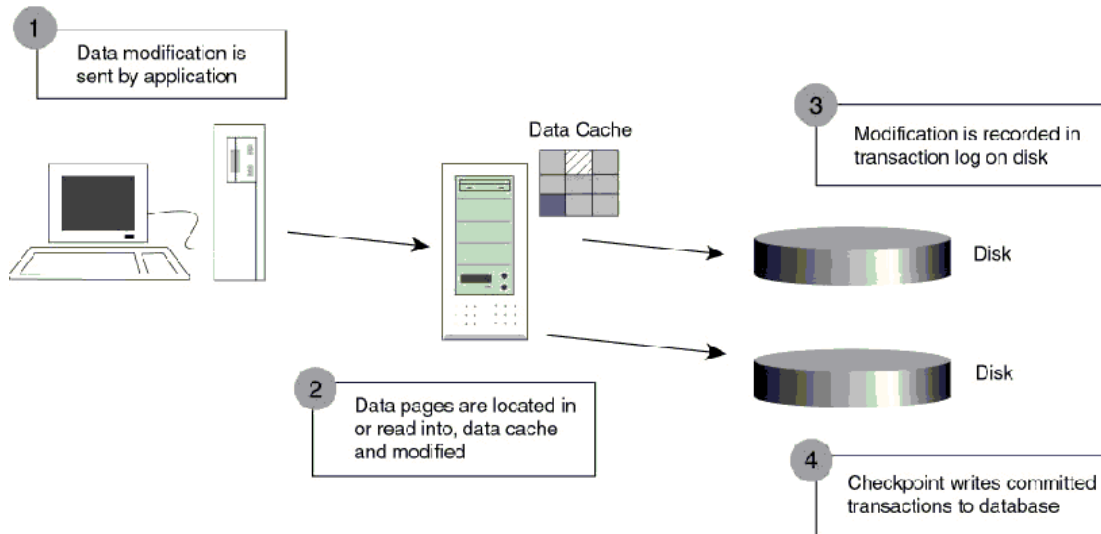 1
Data modification is
sent by application
Data Cache
3
Modification is recorded in
transaction log on disk
Disk
Disk
2
Data pages are located in
or read into, data cache
and modified
4
Checkpoint writes committed
transactions to database